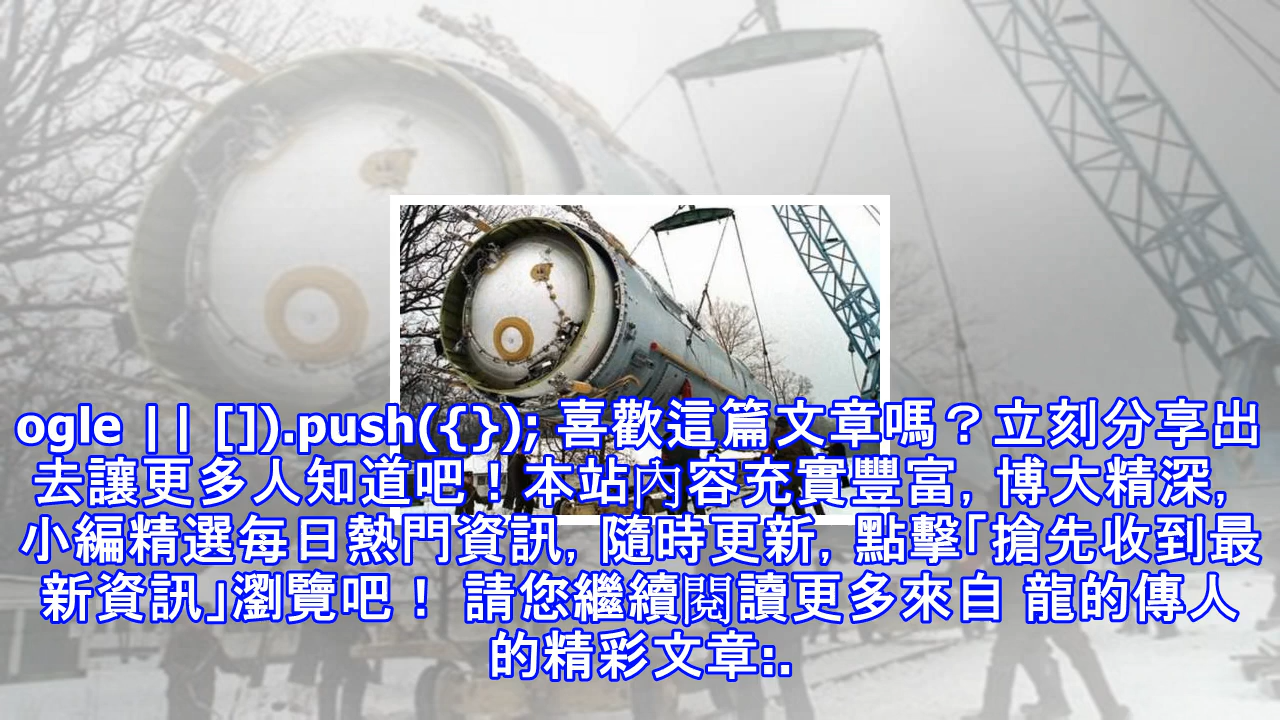 ogle || []).push({}); 喜歡這篇文章嗎？立刻分享出
去讓更多人知道吧！本站內容充實豐富, 博大精深,
小編精選每日熱門資訊, 隨時更新, 點擊「搶先收到最
新資訊」瀏覽吧！ 請您繼續閱讀更多來自 龍的傳人
的精彩文章:.